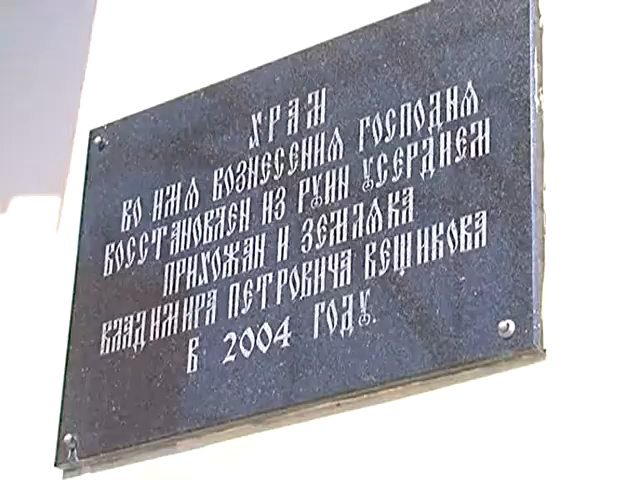 ХРАМ
ВО ИМЯ ВОЗНЕСЕНИЯ ГОСПОДНЯ
ВОССТАНОВЛЕН ИЗ РУИН УСЕРДИЕМ
ПРИХОЖАН И ЗЕМЛЯКА
ВЛАДИМИРА ПЕТРОВИЧА ВЕЩИКОВА
В 2004 ГОДУ.